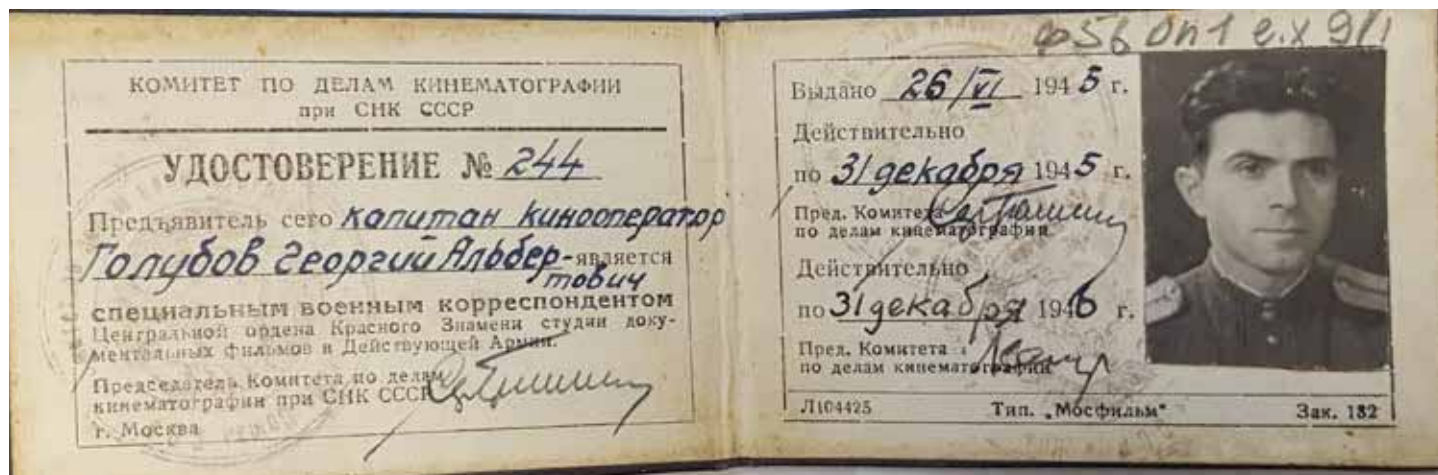 КОМИТЕТ ПО ДЕЛАМ КИНЕМАТОГРАФИИ
при СНК СССР
УДОСТОВЕРЕНИЕ № 244
Предъявитель сего капитан кинооператор
Голубов Георгий Альбер-является
тович
специальным военным корреспондентом
Центральной ордена Красного Знамени студии доку-
ментальных фильмов в Действующей Армии.
Председатель Комитета по делам
кинематографии при СНК СССР
г. Москва
ф56 оп1 е.х 911
Выдано 26/VI 1945 г.
Действительно
по 31 декабря 1945 г.
Пред. Комитета
по делам кинематографии
Действительно
по 31 декабря 1946 г.
Пред. Комитета
по делам кинематографии
Л104425 Тип. „Мосфильм" Зак. 182